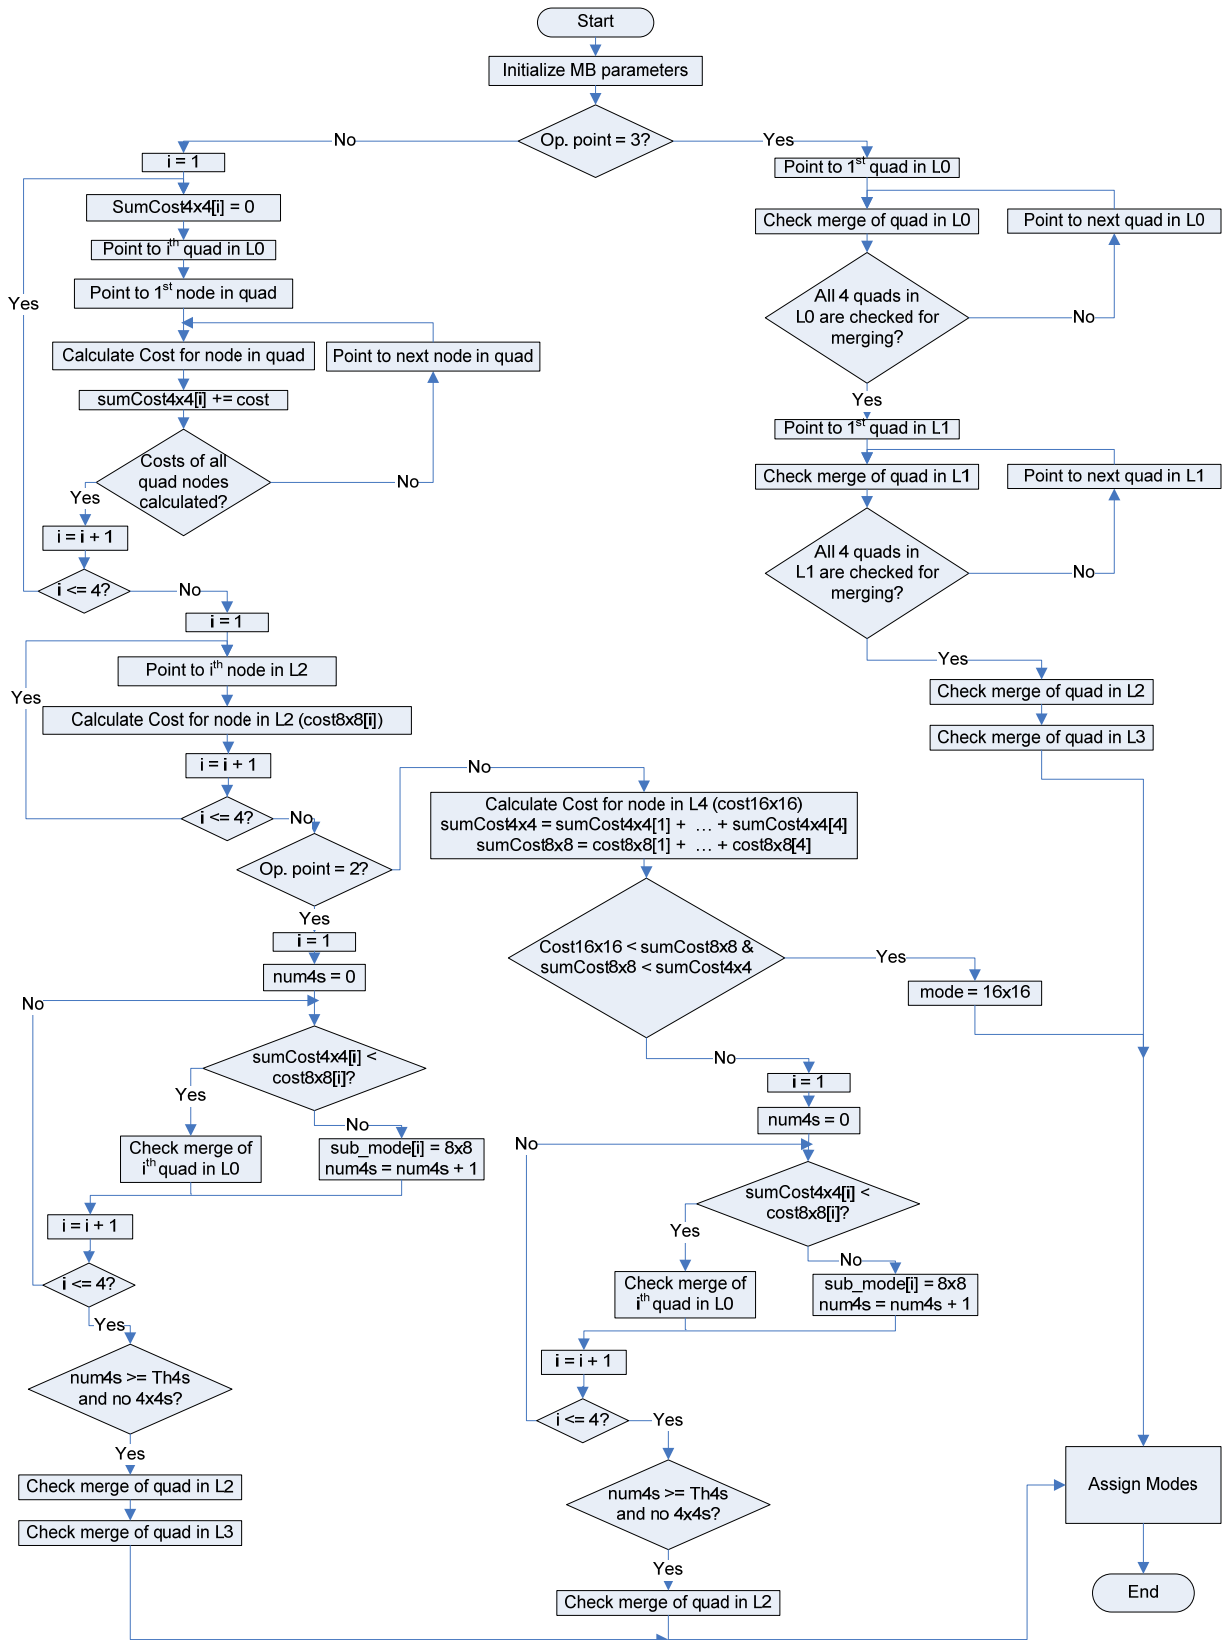 Start
Initialize MB parameters
Op. point = 3?
No
Yes
i = 1
SumCost4x4[i] = 0
Point to ith quad in L0
Point to 1st node in quad
Calculate Cost for node in quad
Point to next node in quad
sumCost4x4[i] += cost
Costs of all
quad nodes
calculated?
No
Yes
i = i + 1
i <= 4?
Yes
No
i = 1
Point to ith node in L2
Calculate Cost for node in L2 (cost8x8[i])
i = i + 1
i <= 4?
Yes
No
Op. point = 2?
No
Yes
Point to 1st quad in L0
Check merge of quad in L0
Point to next quad in L0
All 4 quads in
L0 are checked for
merging?
No
Yes
Point to 1st quad in L1
Check merge of quad in L1
Point to next quad in L1
All 4 quads in
L1 are checked for
merging?
No
Yes
Check merge of quad in L2
Check merge of quad in L3
Calculate Cost for node in L4 (cost16x16)
sumCost4x4 = sumCost4x4[1] + … + sumCost4x4[4]
sumCost8x8 = cost8x8[1] + … + cost8x8[4]
Cost16x16 < sumCost8x8 &
sumCost8x8 < sumCost4x4
Yes
mode = 16x16
No
i = 1
num4s = 0
No
sumCost4x4[i] <
cost8x8[i]?
Yes
No
Check merge of
ith quad in L0
sub_mode[i] = 8x8
num4s = num4s + 1
i = i + 1
i <= 4?
Yes
num4s >= Th4s
and no 4x4s?
Yes
Check merge of quad in L2
Check merge of quad in L3
i = 1
num4s = 0
No
sumCost4x4[i] <
cost8x8[i]?
Yes
No
Check merge of
ith quad in L0
sub_mode[i] = 8x8
num4s = num4s + 1
i = i + 1
i <= 4?
Yes
num4s >= Th4s
and no 4x4s?
Yes
Check merge of quad in L2
Assign Modes
End